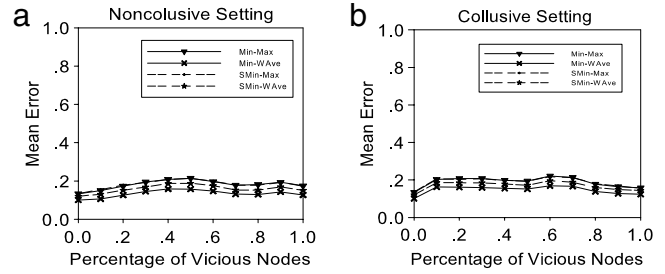 a
Noncolusive Setting
Mean Error
1.0
.8
.6
.4
.2
0.0
Min-Max
Min-WAve
SMin-Max
SMin-WAve
0.0 .2 .4 .6 .8 1.0
Percentage of Vicious Nodes
b
Collusive Setting
Mean Error
1.0
.8
.6
.4
.2
0.0
Min-Max
Min-WAve
SMin-Max
SMin-WAve
0.0 .2 .4 .6 .8 1.0
Percentage of Vicious Nodes